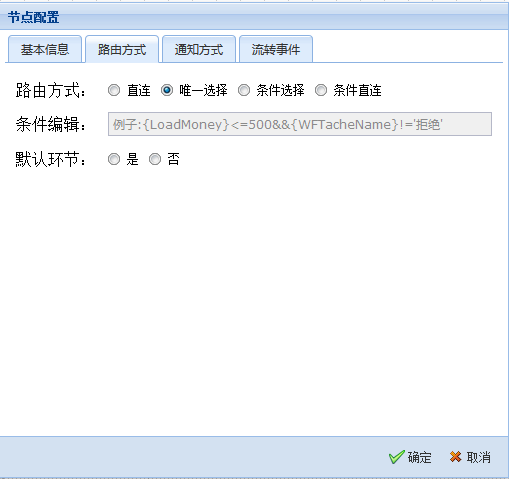 节点配置
基本信息 路由方式 通知方式 流转事件
路由方式： 直连 唯一选择 条件选择 条件直连
条件编辑： 例子:{LoadMoney}<=500&&{WFTacheName}!='拒绝'
默认环节： 是 否
确定 取消